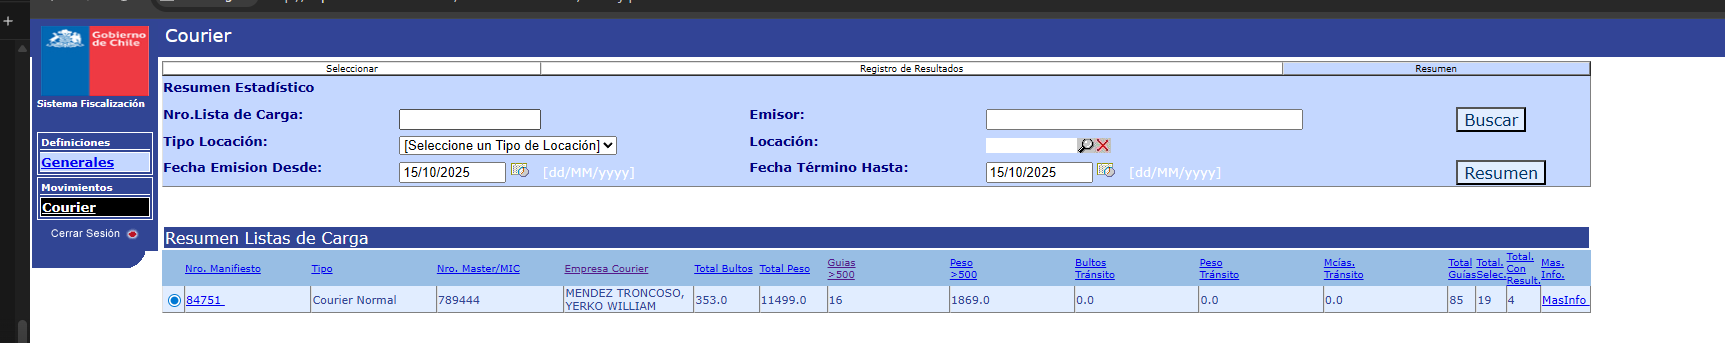 Gobierno
de Chile
Courier
Sistema Fiscalización
Definiciones
Generales
Movimientos
Courier
Cerrar Sesión
Seleccionar Registro de Resultados Resumen
Resumen Estadístico
Nro.Lista de Carga: Emisor: Buscar
Tipo Locación: [Seleccione un Tipo de Locación] Locación:
Fecha Emision Desde: 15/10/2025 [dd/MM/yyyy] Fecha Término Hasta: 15/10/2025 [dd/MM/yyyy] Resumen
Resumen Listas de Carga
Nro. Manifiesto Tipo Nro. Master/MIC Empresa Courier Total Bultos Total Peso Guias >500 Peso >500 Bultos Tránsito Peso Tránsito Mcías. Tránsito Total Guías Total. Selec. Total. Con Result. Mas. Info.
84751 Courier Normal 789444 MENDEZ TRONCOSO, YERKO WILLIAM 353.0 11499.0 16 1869.0 0.0 0.0 0.0 85 19 4 MasInfo